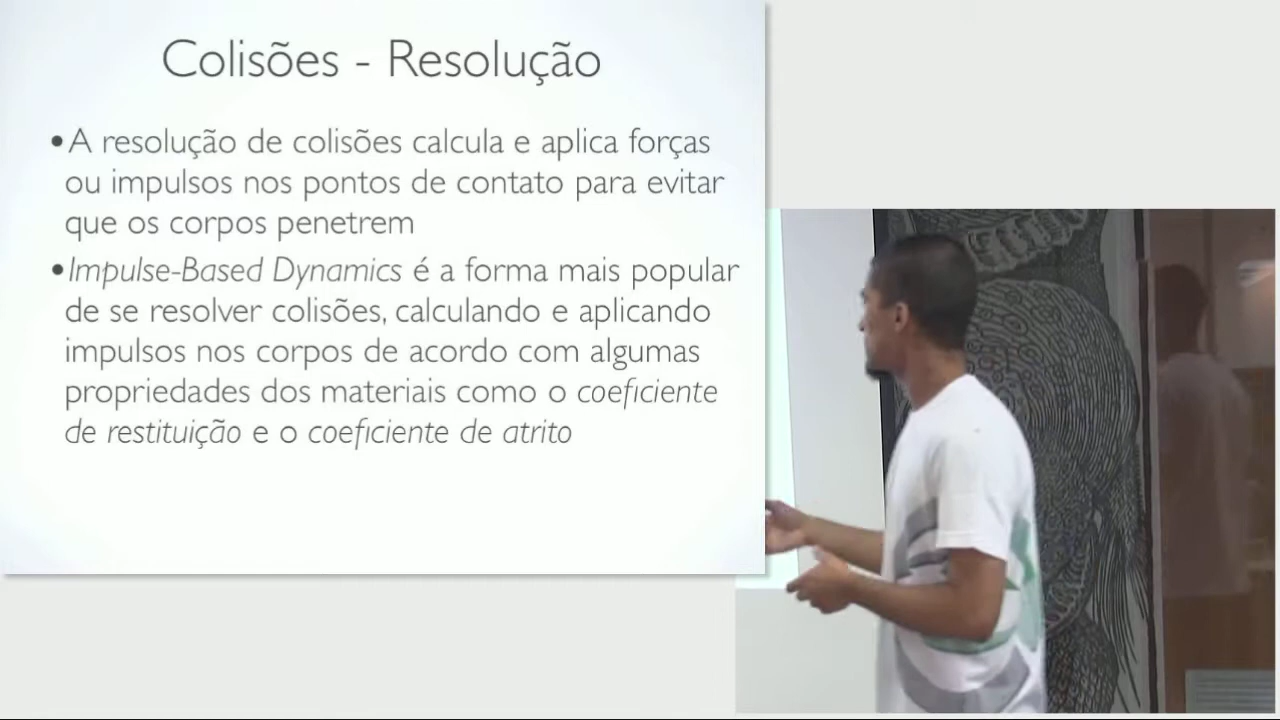 Colisões - Resolução
•A resolução de colisões calcula e aplica forças
ou impulsos nos pontos de contato para evitar
que os corpos penetrem
•Impulse-Based Dynamics é a forma mais popular
de se resolver colisões, calculando e aplicando
impulsos nos corpos de acordo com algumas
propriedades dos materiais como o coeficiente
de restituição e o coeficiente de atrito